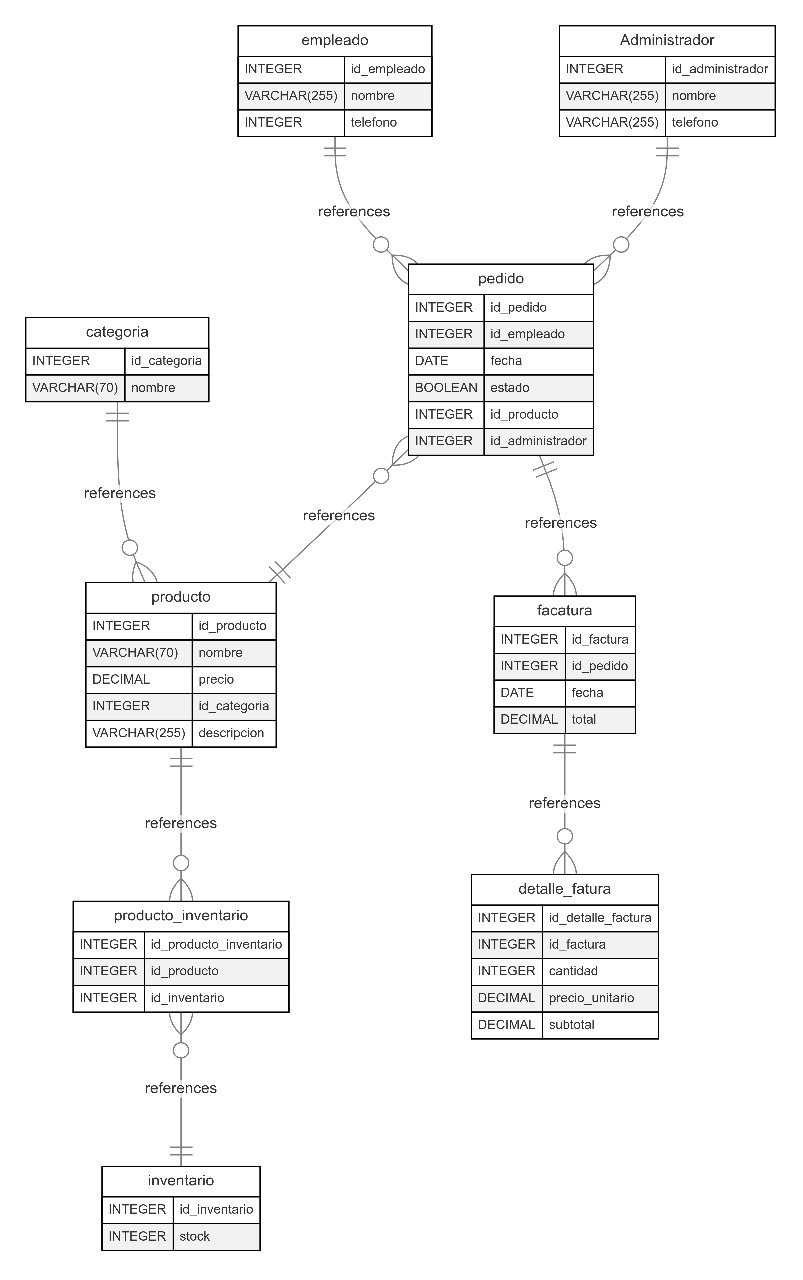 empleado
INTEGER id_empleado
VARCHAR(255) nombre
INTEGER telefono
Administrador
INTEGER id_administrador
VARCHAR(255) nombre
VARCHAR(255) telefono
references
references
pedido
INTEGER id_pedido
INTEGER id_empleado
DATE fecha
BOOLEAN estado
INTEGER id_producto
INTEGER id_administrador
categoria
INTEGER id_categoria
VARCHAR(70) nombre
references
references
references
producto
INTEGER id_producto
VARCHAR(70) nombre
DECIMAL precio
INTEGER id_categoria
VARCHAR(255) descripcion
facatura
INTEGER id_factura
INTEGER id_pedido
DATE fecha
DECIMAL total
references
references
producto_inventario
INTEGER id_producto_inventario
INTEGER id_producto
INTEGER id_inventario
detalle_fatura
INTEGER id_detalle_factura
INTEGER id_factura
INTEGER cantidad
DECIMAL precio_unitario
DECIMAL subtotal
references
inventario
INTEGER id_inventario
INTEGER stock